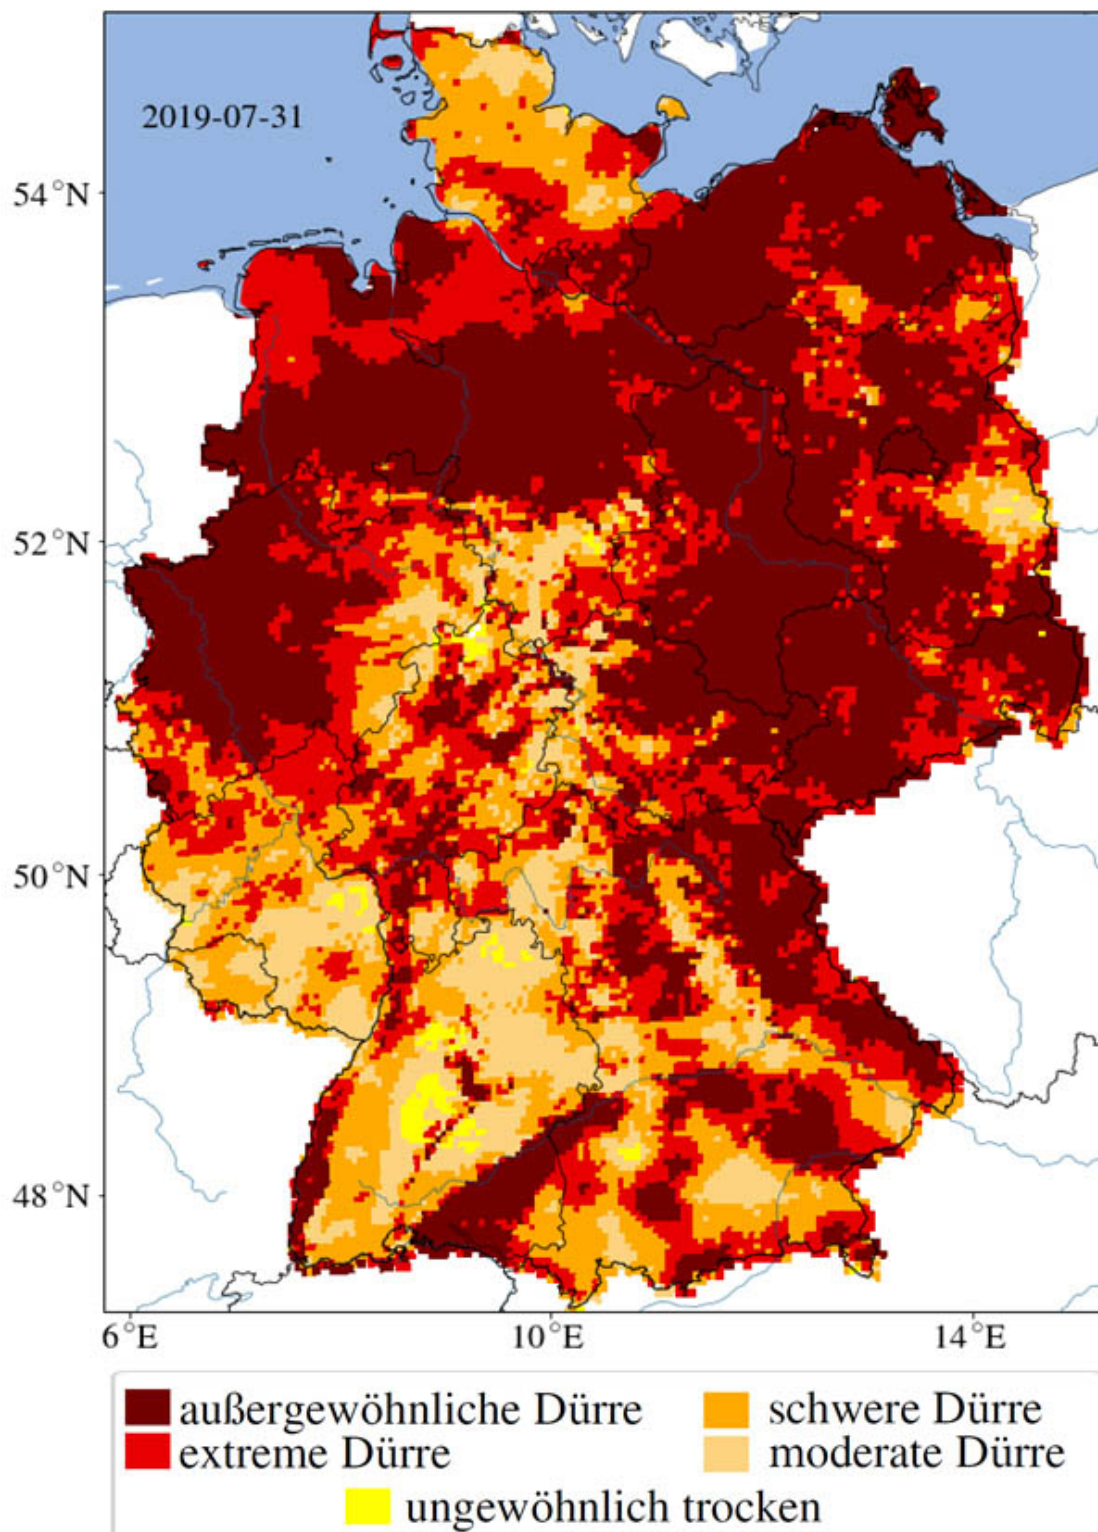 2019-07-31
54°N
52°N
50°N
48°N
6°E 10°E 14°E
außergewöhnliche Dürre schwere Dürre
extreme Dürre moderate Dürre
ungewöhnlich trocken